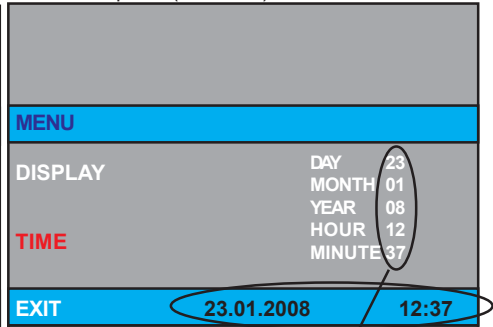 MENU
DISPLAY
DAY 23
MONTH 01
YEAR 08
TIME
HOUR 12
MINUTE 37
EXIT 23.01.2008 12:37